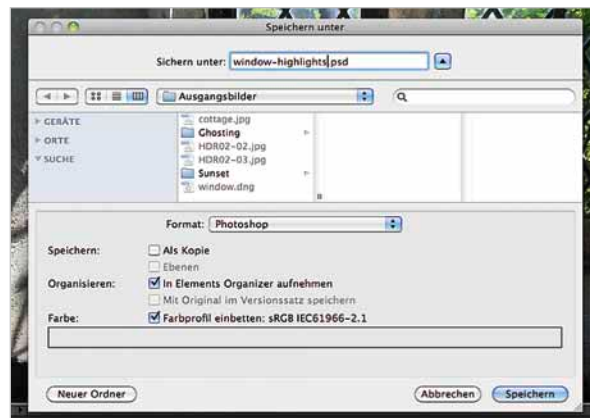 Speichern unter
Sichern unter: window-highlights.psd
Ausgangsbilder
GERÄTE
ORTE
SUCHE
cottage.jpg
Ghosting
HDR02-02.jpg
HDR02-03.jpg
Sunset
window.dng
Format: Photoshop
Speichern: Als Kopie
Ebenen
Organisieren: In Elements Organizer aufnehmen
Mit Original im Versionssatz speichern
Farbe: Farbprofil einbetten: sRGB IEC61966-2.1
Neuer Ordner Abbrechen Speichern